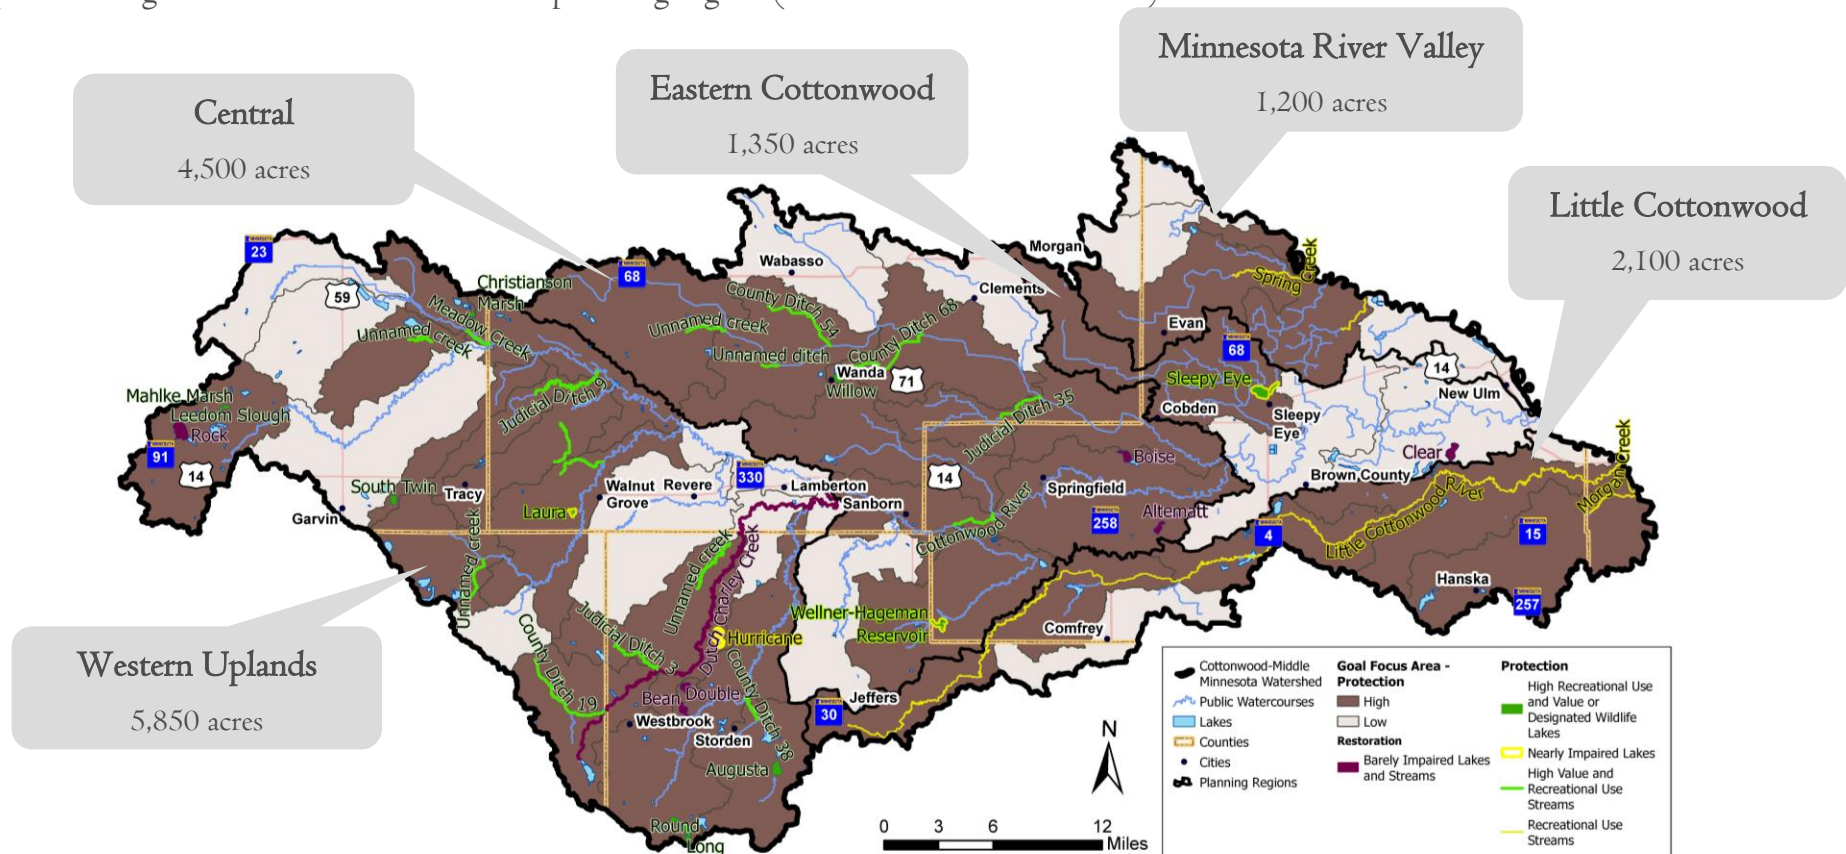 Minnesota River Valley
1,200 acres
Eastern Cottonwood
1,350 acres
Central
4,500 acres
Little Cottonwood
2,100 acres
Western Uplands
5,850 acres
23
59
68
Christianson
Marsh
Meadow Creek
Unnamed creek
Wabasso
County Ditch 54
Unnamed creek
Unnamed ditch
County Ditch 68
Clements
Morgan
Wanda
Willow
71
Evan
68
Spring
Creek
Sleepy Eye
Cobden
Sleepy
Eye
14
New Ulm
Mahlke Marsh
Leedom Slough
Rock
91
14
Judicial Ditch 9
Judicial Ditch 35
Boise
Clear
Brown County
Morgan Creek
South Twin
Tracy
Garvin
Laura
Walnut
Grove
Revere
330
Lamberton
Sanborn
14
Springfield
258
Altematt
4
Little Cottonwood River
Morgan
15
Hanska
257
Cottonwood River
Unnamed creek
Unnamed creek
Dutch Charley Creek
Judicial Ditch 3
County Ditch 19
County Ditch 38
Hurricane
Wellner-Hageman
Reservoir
Comfrey
Bean
Double
Westbrook
Storden
Augusta
30
Jeffers
Round
Long
N
0 3 6 12
Miles
Cottonwood-Middle
Minnesota Watershed
Public Watercourses
Lakes
Counties
Cities
Planning Regions
Goal Focus Area -
Protection
High
Low
Restoration
Barely Impaired Lakes
and Streams
Protection
High Recreational Use
and Value or
Designated Wildlife
Lakes
Nearly Impaired Lakes
High Value and
Recreational Use
Streams
Recreational Use
Streams